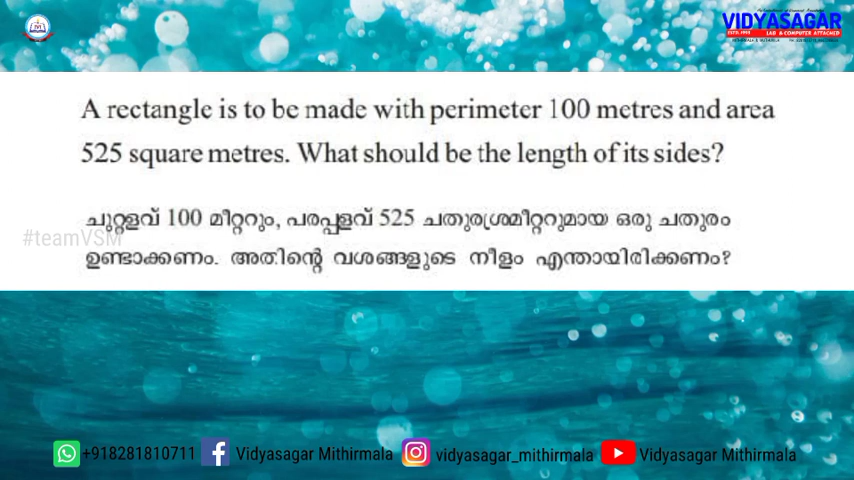 VIDYASAGAR
LAB & COMPUTER ATTACHED
A rectangle is to be made with perimeter 100 metres and area
525 square metres. What should be the length of its sides?
ചുറ്റളവ് 100 മീറ്ററും, പരപ്പളവ് 525 ചതുരശ്രമീറ്ററുമായ ഒരു ചതുരം
#teamVSM
ഉണ്ടാക്കണം. അതിന്റെ വശങ്ങളുടെ നീളം എന്തായിരിക്കണം?
+918281810711 Vidyasagar Mithirmala vidyasagar_mithirmala Vidyasagar Mithirmala